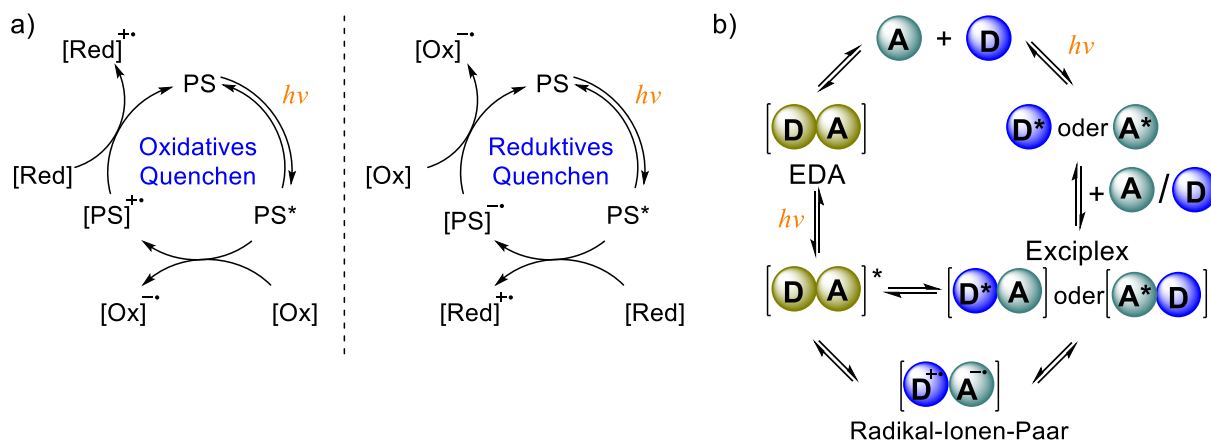 a)
[Red]+•
PS
hν
[Red]
Oxidatives
Quenchen
[PS]+•
PS*
[Ox]−•
[Ox]
[Ox]−•
PS
hν
[Ox]
Reduktives
Quenchen
[PS]−•
PS*
[Red]+•
[Red]
b)
A + D
hν
[D A]
EDA
D* oder A*
+ A / D
hν
Exciplex
[D A]* [D* A] oder [A* D]
[D+• A−•]
Radikal-Ionen-Paar